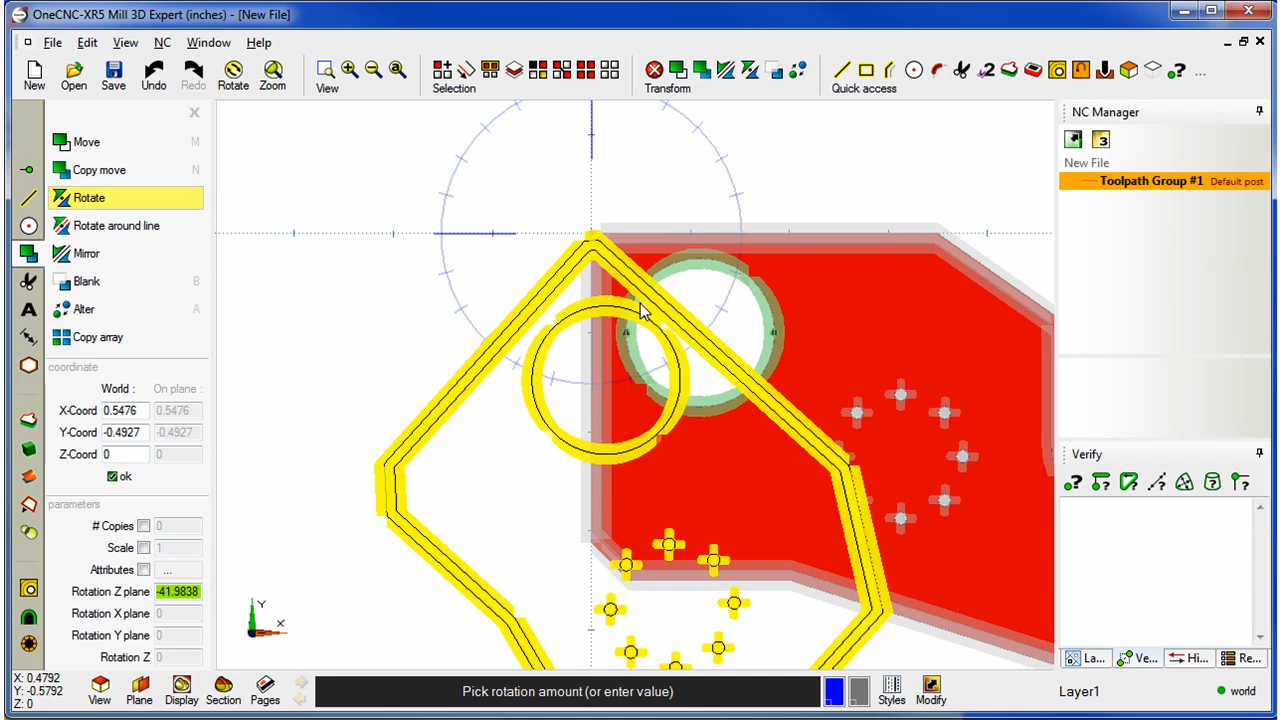 OneCNC-XR5 Mill 3D Expert (inches) - [New File]
File Edit View NC Window Help
New Open Save Undo Redo Rotate Zoom View Selection Transform Quick access ...
Move M
Copy move N
Rotate
Rotate around line
Mirror
Blank B
Alter J
Copy array
coordinate
World : On plane :
X-Coord 0.5476 0.5476
Y-Coord -0.4927 -0.4927
Z-Coord 0 0
ok
parameters
# Copies 0
Scale 1
Attributes ...
Rotation Z plane -41.9838
Rotation X plane 0
Rotation Y plane 0
Rotation Z 0
Y
X
NC Manager
3
New File
Toolpath Group #1 Default post
Verify
La... Ve... Hi... Re...
X: 0.4792
Y: -0.5792
Z: 0
View Plane Display Section Pages
Pick rotation amount (or enter value)
Styles Modify
Layer1
world